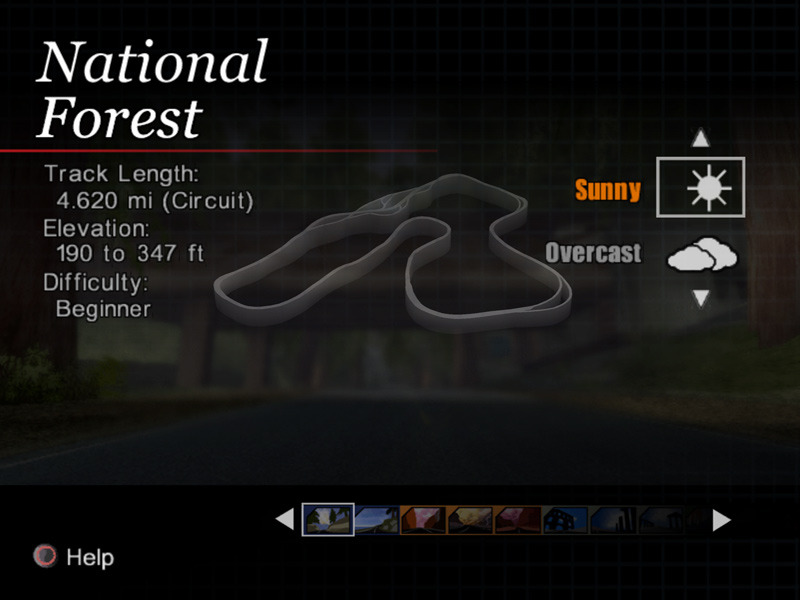 National
Forest
Track Length:
4.620 mi (Circuit)
Elevation:
190 to 347 ft
Difficulty:
Beginner
Sunny
Overcast
Help